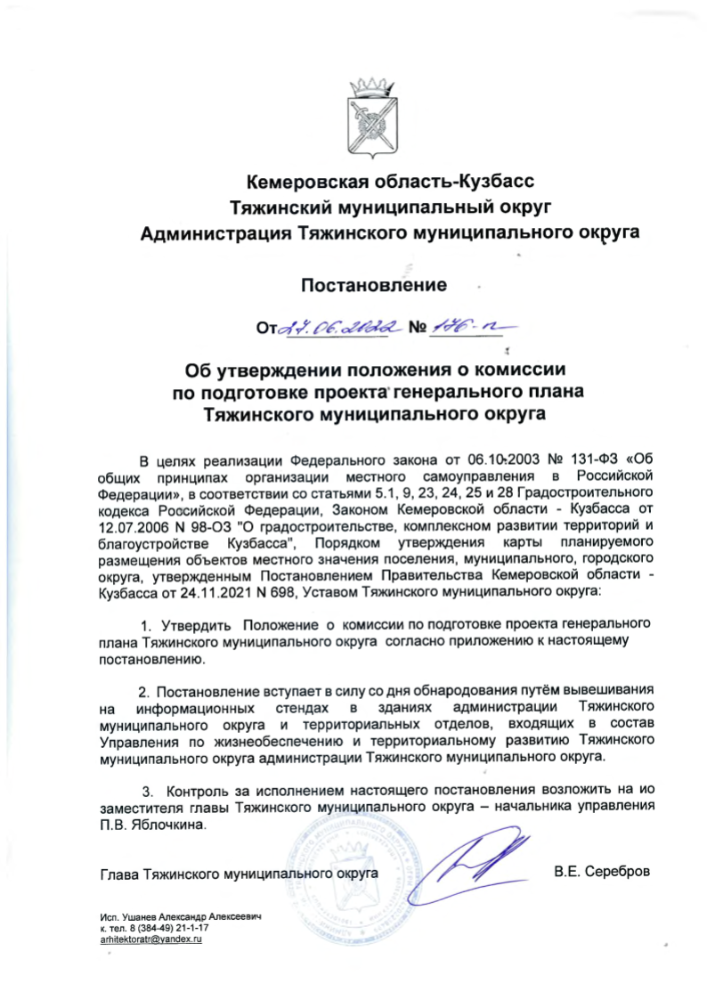 Кемеровская область-Кузбасс
Тяжинский муниципальный округ
Администрация Тяжинского муниципального округа
Постановление
От 27.06.2022 № 176-п
Об утверждении положения о комиссии
по подготовке проекта генерального плана
Тяжинского муниципального округа
В целях реализации Федерального закона от 06.10.2003 № 131-ФЗ «Об
общих принципах организации местного самоуправления в Российской
Федерации», в соответствии со статьями 5.1, 9, 23, 24, 25 и 28 Градостроительного
кодекса Российской Федерации, Законом Кемеровской области - Кузбасса от
12.07.2006 N 98-ОЗ "О градостроительстве, комплексном развитии территорий и
благоустройстве Кузбасса", Порядком утверждения карты планируемого
размещения объектов местного значения поселения, муниципального, городского
округа, утвержденным Постановлением Правительства Кемеровской области -
Кузбасса от 24.11.2021 N 698, Уставом Тяжинского муниципального округа:
1. Утвердить Положение о комиссии по подготовке проекта генерального
плана Тяжинского муниципального округа согласно приложению к настоящему
постановлению.
2. Постановление вступает в силу со дня обнародования путём вывешивания
на информационных стендах в зданиях администрации Тяжинского
муниципального округа и территориальных отделов, входящих в состав
Управления по жизнеобеспечению и территориальному развитию Тяжинского
муниципального округа администрации Тяжинского муниципального округа.
3. Контроль за исполнением настоящего постановления возложить на ио
заместителя главы Тяжинского муниципального округа – начальника управления
П.В. Яблочкина.
Глава Тяжинского муниципального округа В.Е. Серебров
Исп. Ушанев Александр Алексеевич
к. тел. 8 (384-49) 21-1-17
arhitektoratr@yandex.ru